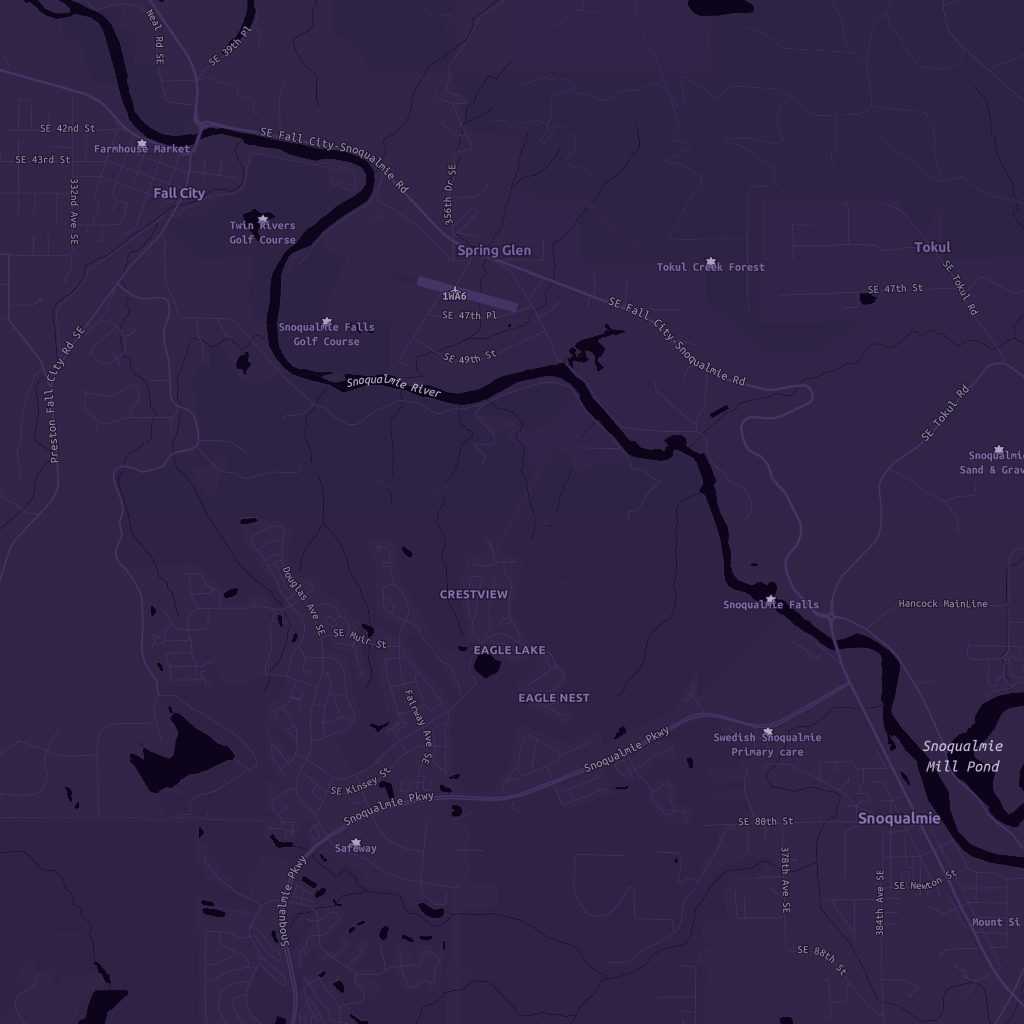 Neal Rd SE
SE 39th Pl
SE 42nd St
Farmhouse Market
SE 43rd St
332nd Ave SE
Fall City
SE Fall City-Snoqualmie Rd
356th Dr SE
Twin Rivers
Golf Course
Spring Glen
Tokul
Tokul Creek Forest
SE Tokul Rd
SE 47th St
1WA6
SE 47th Pl
Snoqualmie Falls
Golf Course
SE 49th St
SE Fall City-Snoqualmie Rd
Preston Fall City Rd SE
Snoqualmie River
SE Tokul Rd
Snoqualmie
Sand & Grav
Douglas Ave SE
CRESTVIEW
Snoqualmie Falls
Hancock MainLine
SE Muir St
EAGLE LAKE
EAGLE NEST
Fairway Ave SE
Snoqualmie Pkwy
Swedish Snoqualmie
Primary care
Snoqualmie
Mill Pond
SE Kinsey St
Snoqualmie Pkwy
SE 80th St
Snoqualmie
Safeway
Snoqualmie Pkwy
378th Ave SE
384th Ave SE
SE Newton St
Mount Si
SE 88th St